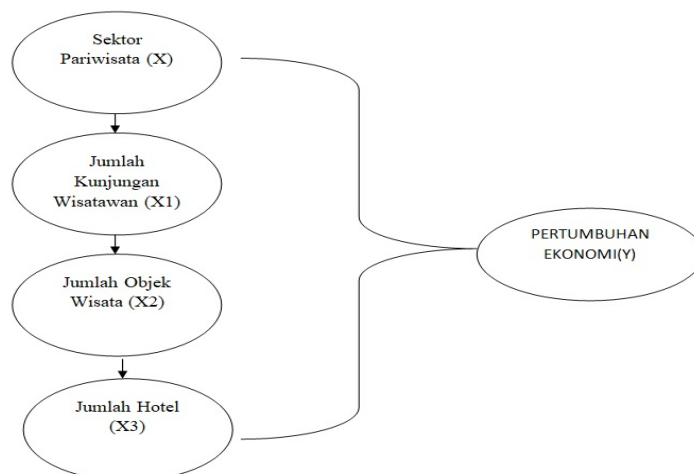 Sektor
Pariwisata (X)
Jumlah
Kunjungan
Wisatawan (X1)
Jumlah Objek
Wisata (X2)
Jumlah Hotel
(X3)
PERTUMBUHAN
EKONOMI(Y)